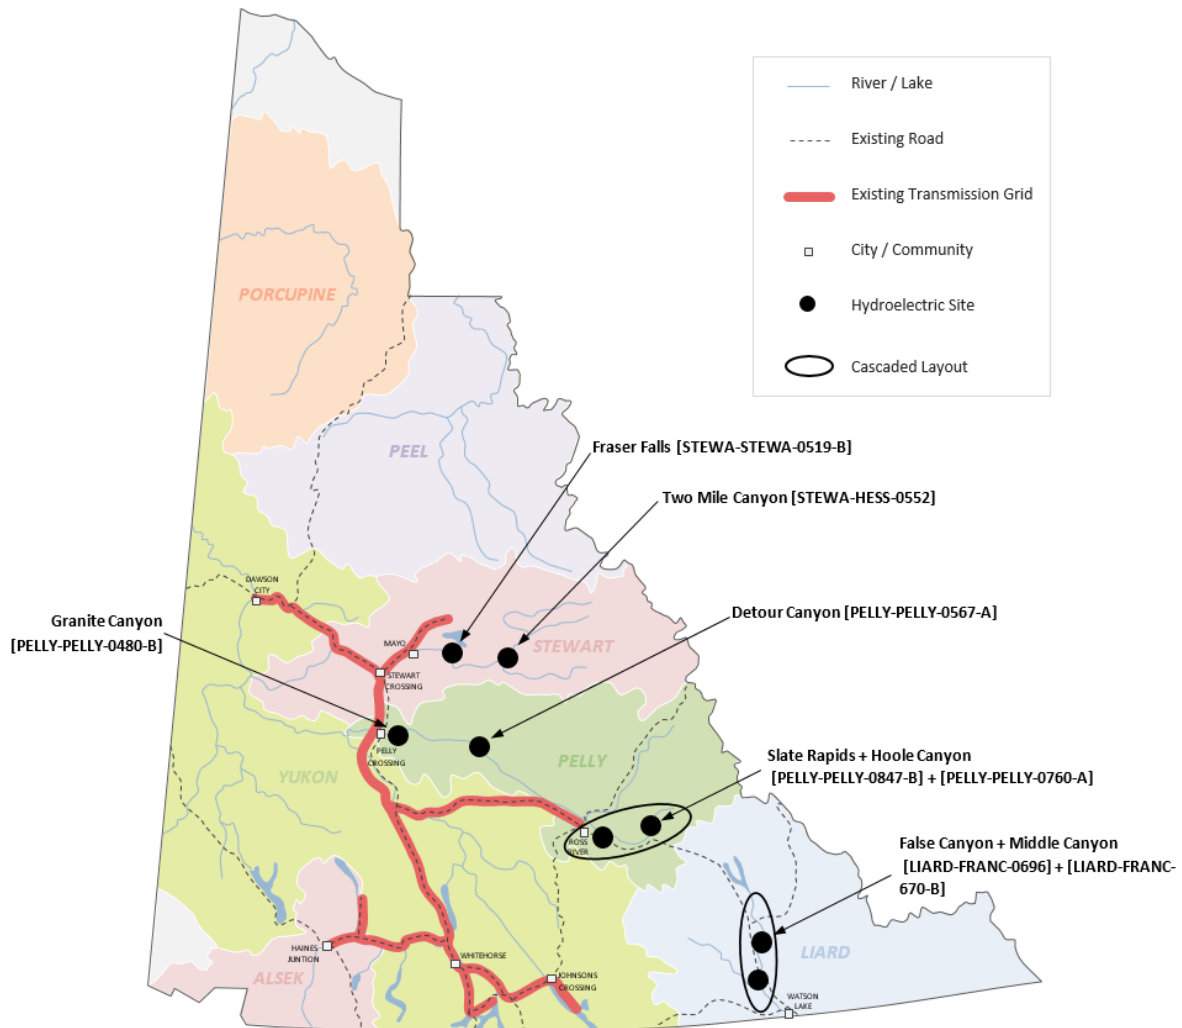 River / Lake
Existing Road
Existing Transmission Grid
City / Community
Hydroelectric Site
Cascaded Layout
PORCUPINE
PEEL
Fraser Falls [STEWA-STEWA-0519-B]
Two Mile Canyon [STEWA-HESS-0552]
DAWSON
CITY
Granite Canyon
[PELLY-PELLY-0480-B]
Detour Canyon [PELLY-PELLY-0567-A]
MAYO
STEWART
STEWART
CROSSING
PELLY
CROSSING
YUKON
PELLY
Slate Rapids + Hoole Canyon
[PELLY-PELLY-0847-B] + [PELLY-PELLY-0760-A]
ROSS
RIVER
False Canyon + Middle Canyon
[LIARD-FRANC-0696] + [LIARD-FRANC-
670-B]
HAINES
JUNTION
WHITEHORSE
LIARD
ALSEK
JOHNSONS
CROSSING
WATSON
LAKE